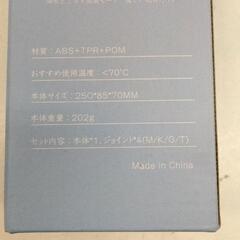 材質：ABS+TPR+POM
おすすめ使用温度：<70℃
本体サイズ：250*85*70MM
本体重量：202g
セット内容：本体*1、ジョイント*4(M/K/G/T)
Made in China